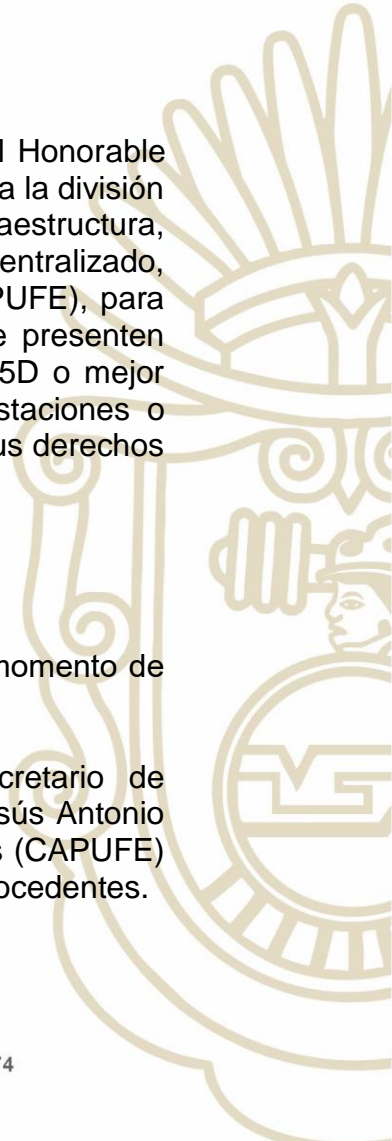 l Honorable
a la división
aestructura,
entralizado,
PUFE), para
e presenten
5D o mejor
staciones o
us derechos
momento de
cretario de
sús Antonio
s (CAPUFE)
ocedentes.
74